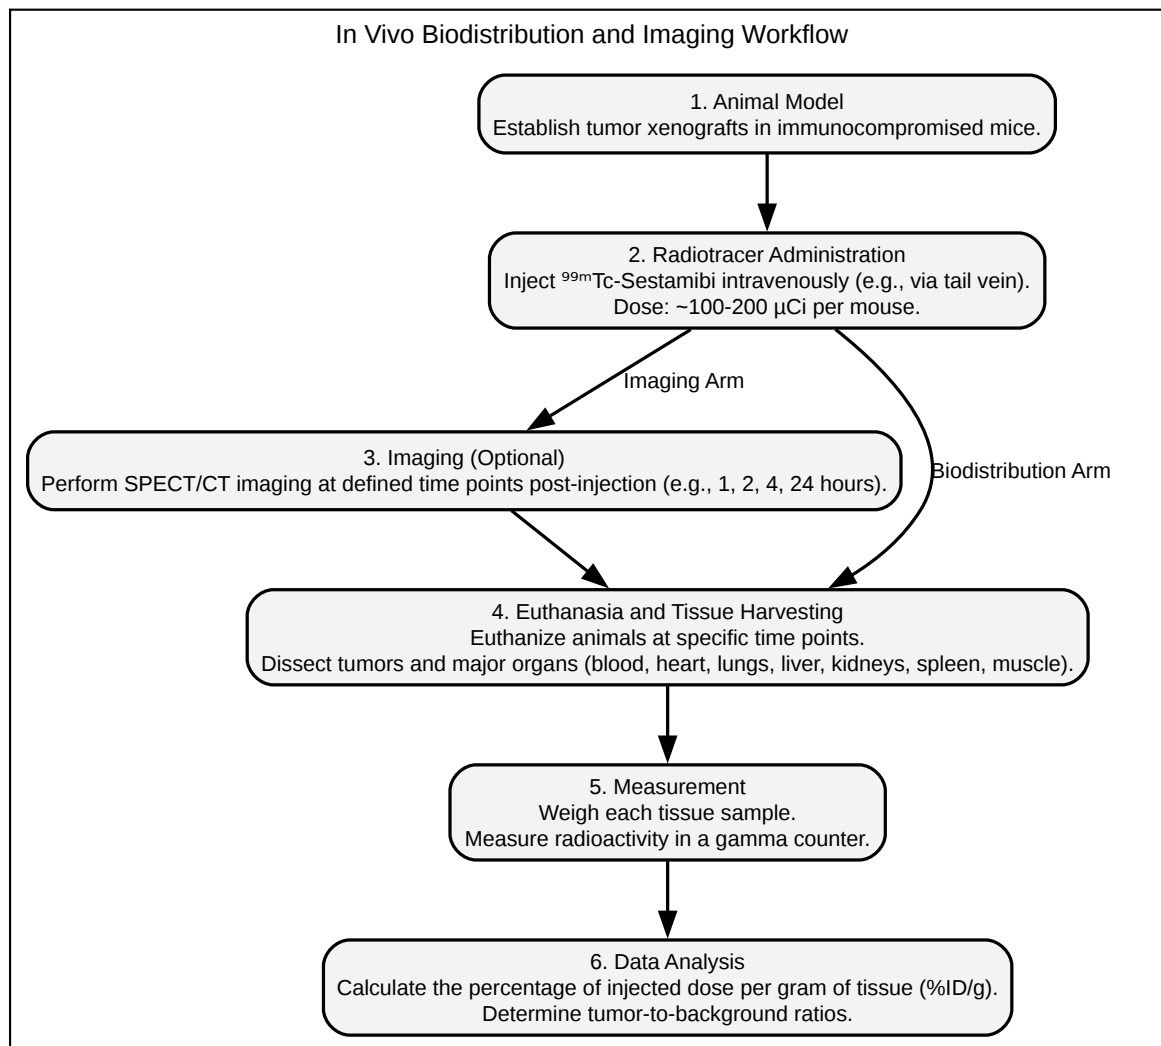 In Vivo Biodistribution and Imaging Workflow
1. Animal Model
Establish tumor xenografts in immunocompromised mice.
2. Radiotracer Administration
Inject ⁹⁹ᵐTc-Sestamibi intravenously (e.g., via tail vein).
Dose: ~100-200 µCi per mouse.
Imaging Arm
3. Imaging (Optional)
Perform SPECT/CT imaging at defined time points post-injection (e.g., 1, 2, 4, 24 hours).
Biodistribution Arm
4. Euthanasia and Tissue Harvesting
Euthanize animals at specific time points.
Dissect tumors and major organs (blood, heart, lungs, liver, kidneys, spleen, muscle).
5. Measurement
Weigh each tissue sample.
Measure radioactivity in a gamma counter.
6. Data Analysis
Calculate the percentage of injected dose per gram of tissue (%ID/g).
Determine tumor-to-background ratios.